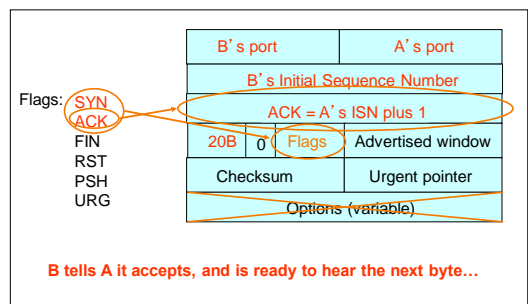 B's port A's port
B's Initial Sequence Number
Flags: SYN
ACK
FIN
RST
PSH
URG
ACK = A's ISN plus 1
20B 0 Flags Advertised window
Checksum Urgent pointer
Options (variable)
B tells A it accepts, and is ready to hear the next byte…